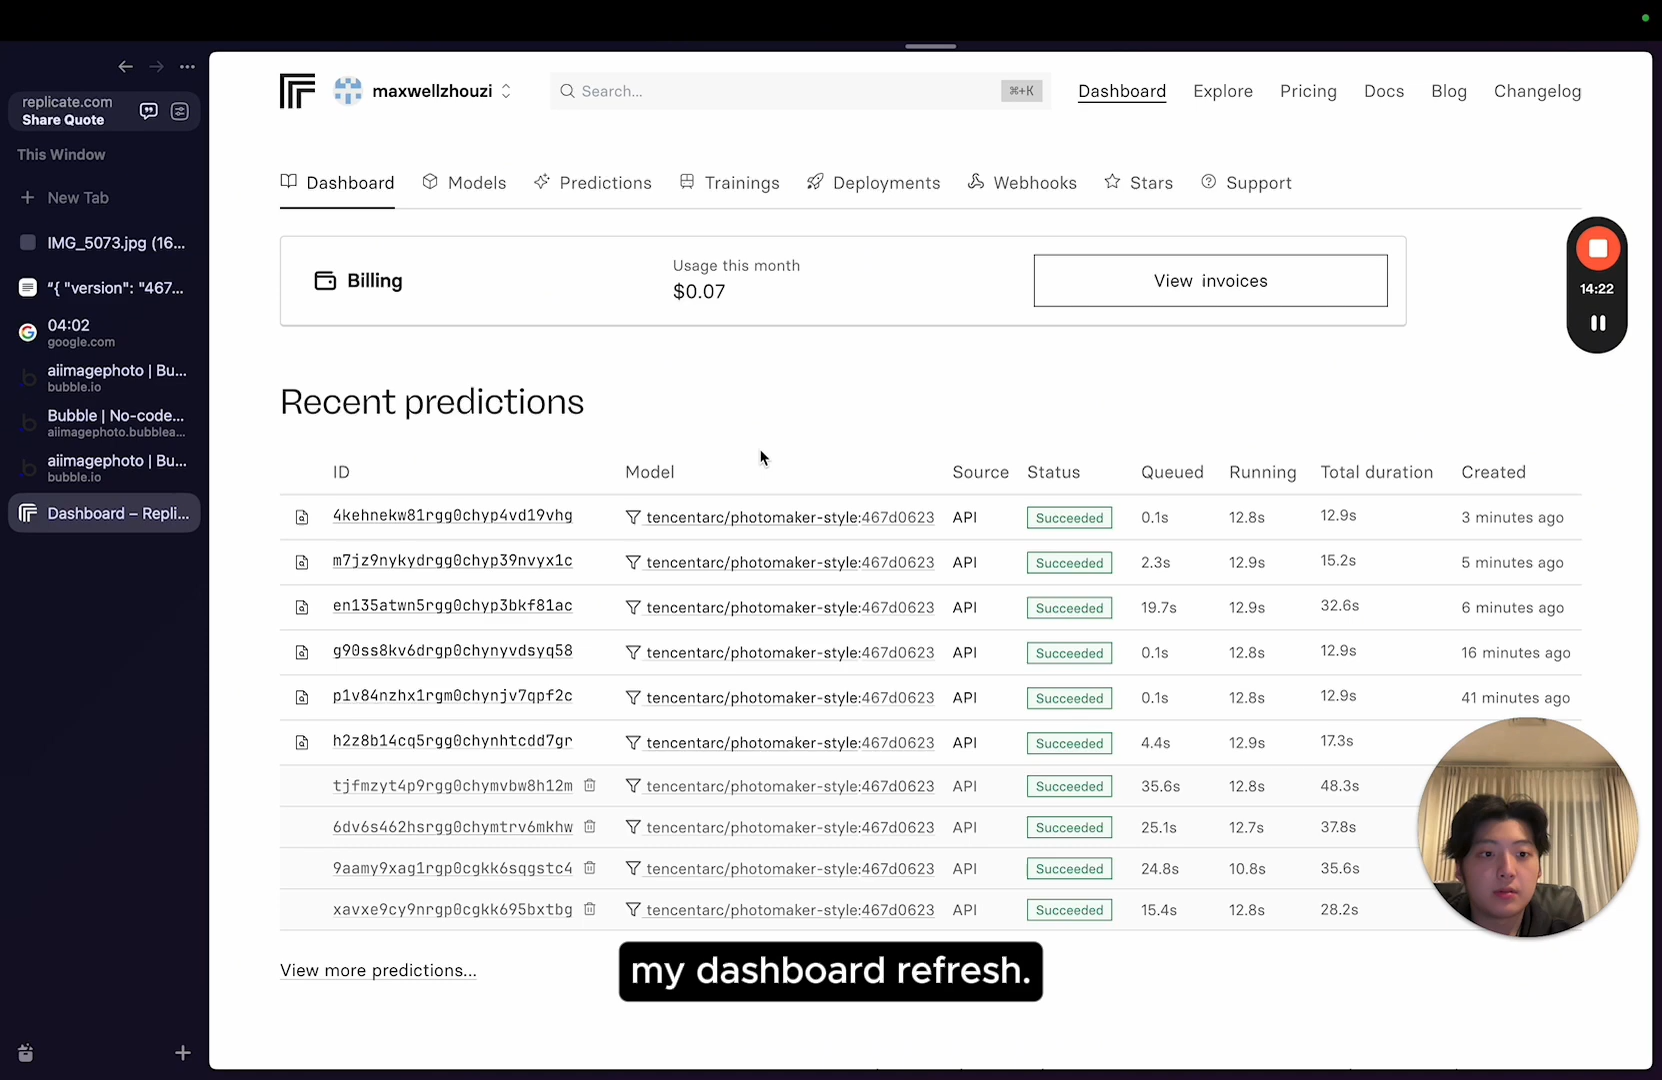 maxwellzhouzi
Search...
⌘+K
Dashboard
Explore
Pricing
Docs
Blog
Changelog
replicate.com
Share Quote
This Window
New Tab
IMG_5073.jpg (16...
“{ "version": "467...
04:02
google.com
aiimagephoto | Bu...
bubble.io
Bubble | No-code...
aiimagephoto.bubblea...
aiimagephoto | Bu...
bubble.io
Dashboard – Repli...
Dashboard
Models
Predictions
Trainings
Deployments
Webhooks
Stars
Support
Billing
Usage this month
$0.07
View invoices
14:22
Recent predictions
ID Model Source Status Queued Running Total duration Created
4kehnekw81rgg0chyp4vd19vhg tencentarc/photomaker-style:467d0623 API Succeeded 0.1s 12.8s 12.9s 3 minutes ago
m7jz9nykydrgg0chyp39nvyx1c tencentarc/photomaker-style:467d0623 API Succeeded 2.3s 12.9s 15.2s 5 minutes ago
en135atwn5rgg0chyp3bkf81ac tencentarc/photomaker-style:467d0623 API Succeeded 19.7s 12.9s 32.6s 6 minutes ago
g90ss8kv6drgp0chynyvdsyq58 tencentarc/photomaker-style:467d0623 API Succeeded 0.1s 12.8s 12.9s 16 minutes ago
p1v84nzhx1rgm0chynjv7qpf2c tencentarc/photomaker-style:467d0623 API Succeeded 0.1s 12.8s 12.9s 41 minutes ago
h2z8b14cq5rgg0chynhtcdd7gr tencentarc/photomaker-style:467d0623 API Succeeded 4.4s 12.9s 17.3s
tjfmzyt4p9rgg0chymvbw8h12m tencentarc/photomaker-style:467d0623 API Succeeded 35.6s 12.8s 48.3s
6dv6s462hsrgg0chymtrv6mkhw tencentarc/photomaker-style:467d0623 API Succeeded 25.1s 12.7s 37.8s
9aamy9xag1rgp0cgkk6sqgstc4 tencentarc/photomaker-style:467d0623 API Succeeded 24.8s 10.8s 35.6s
xavxe9cy9nrgp0cgkk695bxtbg tencentarc/photomaker-style:467d0623 API Succeeded 15.4s 12.8s 28.2s
View more predictions...
my dashboard refresh.